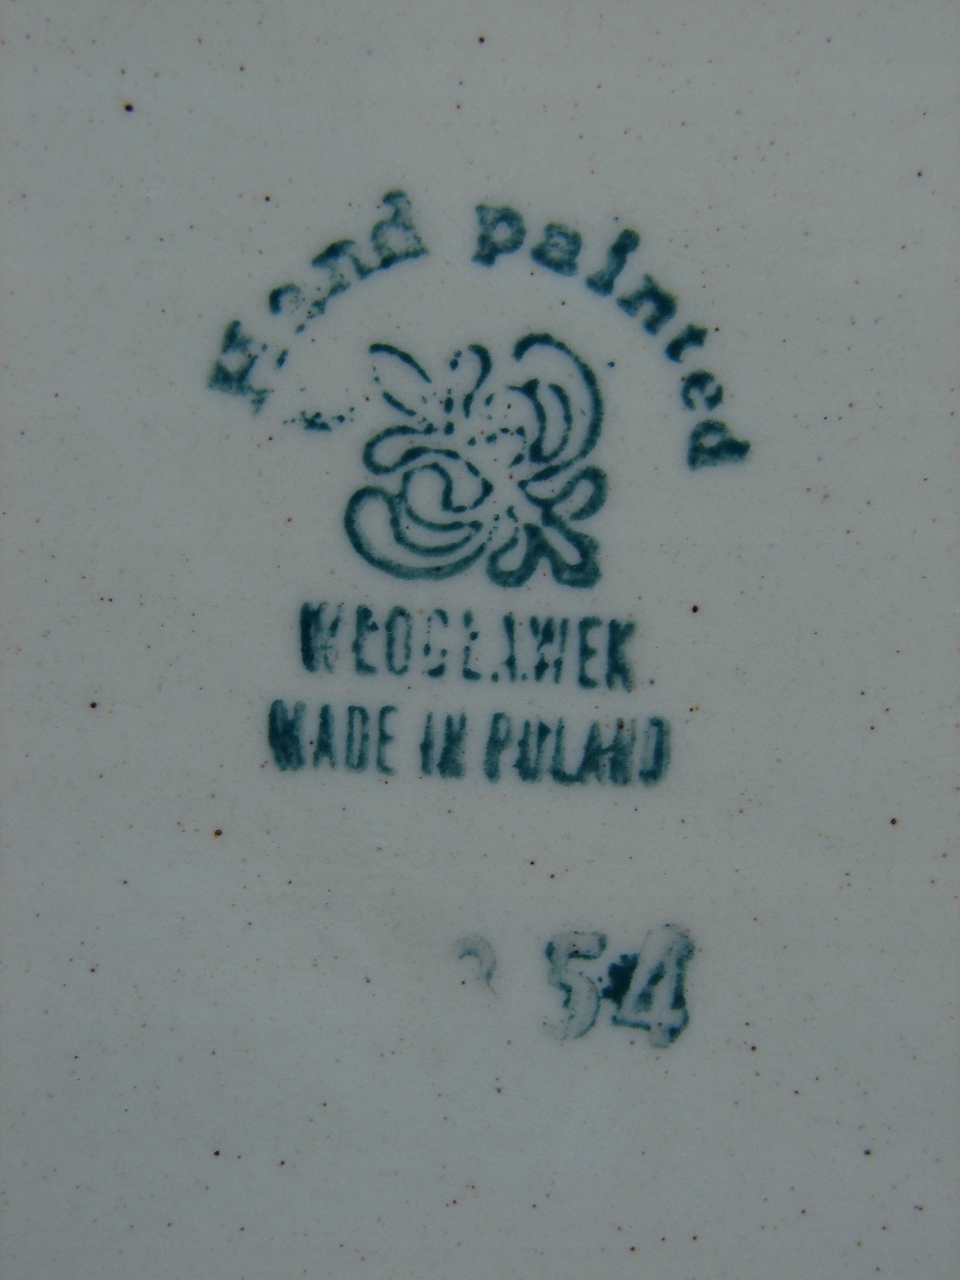 Hand painted
WŁOCŁAWEK
MADE IN POLAND
54